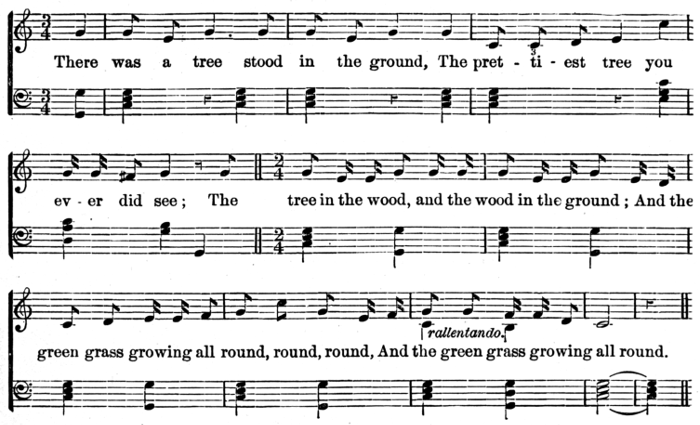 There was a tree stood in the ground, The pret - ti - est tree you
3
ev - er did see ; The tree in the wood, and the wood in the ground ; And the
rallentando.
green grass growing all round, round, round, And the green grass growing all round.